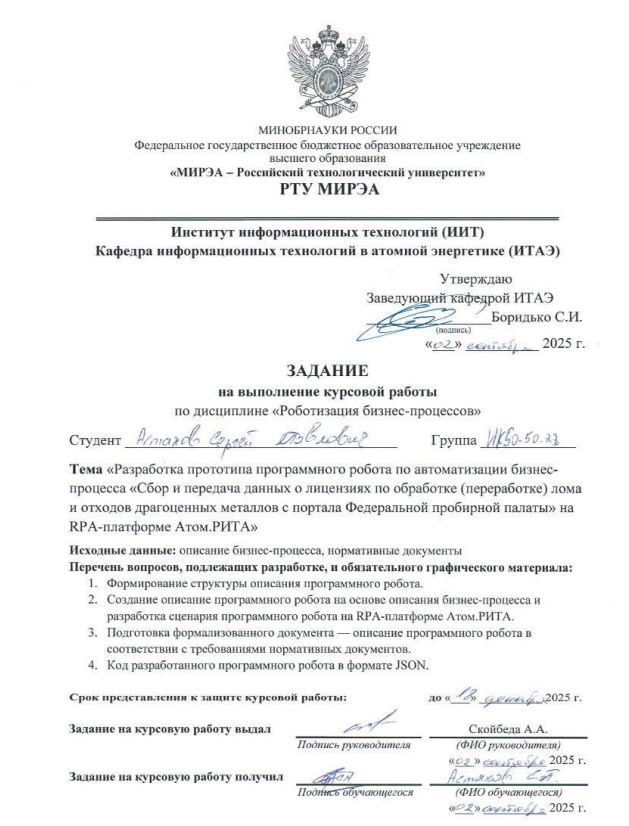 МИНОБРНАУКИ РОССИИ
Федеральное государственное бюджетное образовательное учреждение
высшего образования
«МИРЭА – Российский технологический университет»
РТУ МИРЭА
Институт информационных технологий (ИИТ)
Кафедра информационных технологий в атомной энергетике (ИТАЭ)
Утверждаю
Заведующий кафедрой ИТАЭ
Боридько С.И.
(подпись)
«02» сентября 2025 г.
ЗАДАНИЕ
на выполнение курсовой работы
по дисциплине «Роботизация бизнес-процессов»
Студент Астахов Сергей Павлович Группа 50-23
Тема «Разработка прототипа программного робота по автоматизации бизнес-
процесса «Сбор и передача данных о лицензиях по обработке (переработке) лома
и отходов драгоценных металлов с портала Федеральной пробирной палаты» на
RPA-платформе Атом.РИТА»
Исходные данные: описание бизнес-процесса, нормативные документы
Перечень вопросов, подлежащих разработке, и обязательного графического материала:
1. Формирование структуры описания программного робота.
2. Создание описание программного робота на основе описания бизнес-процесса и
разработка сценария программного робота на RPA-платформе Атом.РИТА.
3. Подготовка формализованного документа — описание программного робота в
соответствии с требованиями нормативных документов.
4. Код разработанного программного робота в формате JSON.
Срок представления к защите курсовой работы: до «12» декабря 2025 г.
Задание на курсовую работу выдал Скойбеда А.А.
Подпись руководителя (ФИО руководителя)
«02» сентября 2025 г.
Задание на курсовую работу получил Астахов С.П.
Подпись обучающегося (ФИО обучающегося)
«02» сентября 2025 г.